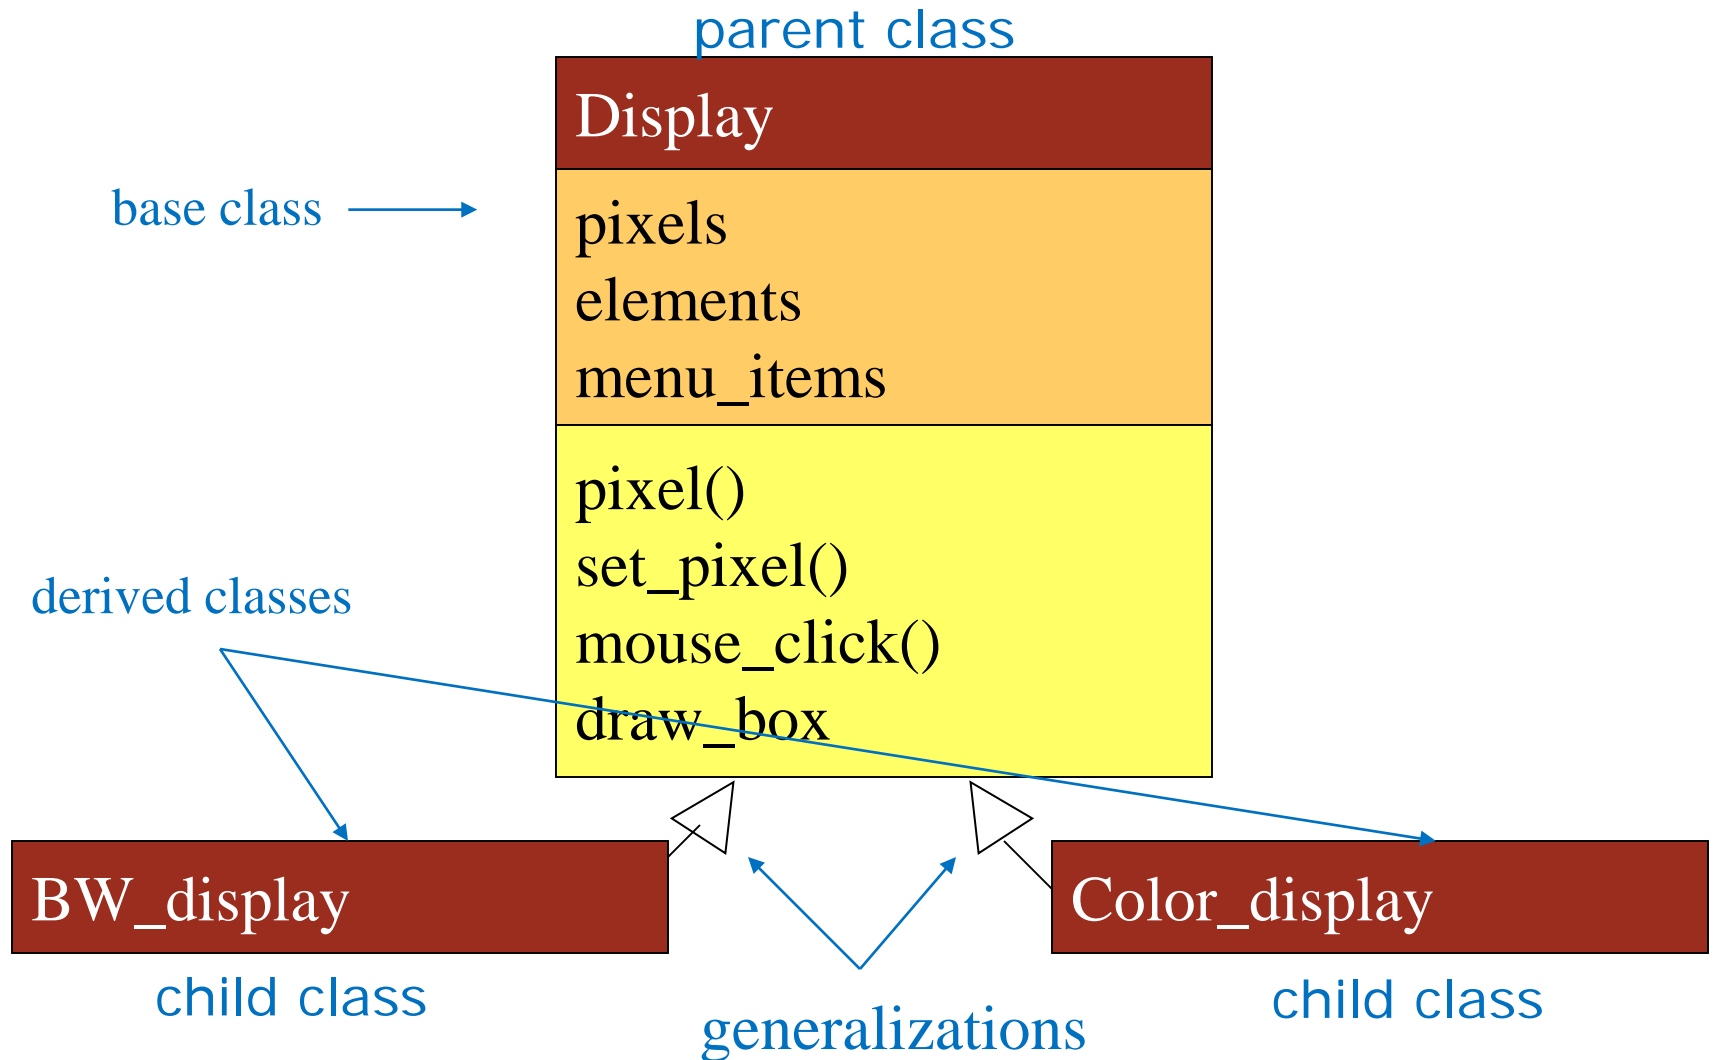 parent class
Display
base class
pixels
elements
menu_items
pixel()
set_pixel()
mouse_click()
draw_box
derived classes
BW_display
Color_display
child class
child class
generalizations